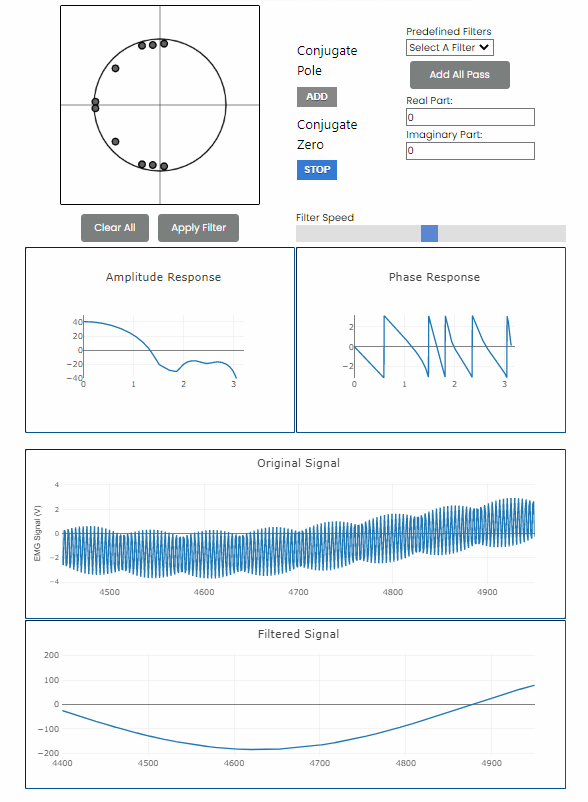 Predefined Filters
Select A Filter
Add All Pass
Real Part:
0
Imaginary Part:
0
Conjugate
Pole
ADD
Conjugate
Zero
STOP
Clear All
Apply Filter
Filter Speed
Amplitude Response
40
20
0
−20
−40
0
1
2
3
Phase Response
2
0
−2
0
1
2
3
Original Signal
EMG Signal (V)
4
2
0
−2
−4
4500
4600
4700
4800
4900
Filtered Signal
200
100
0
−100
−200
4400
4500
4600
4700
4800
4900